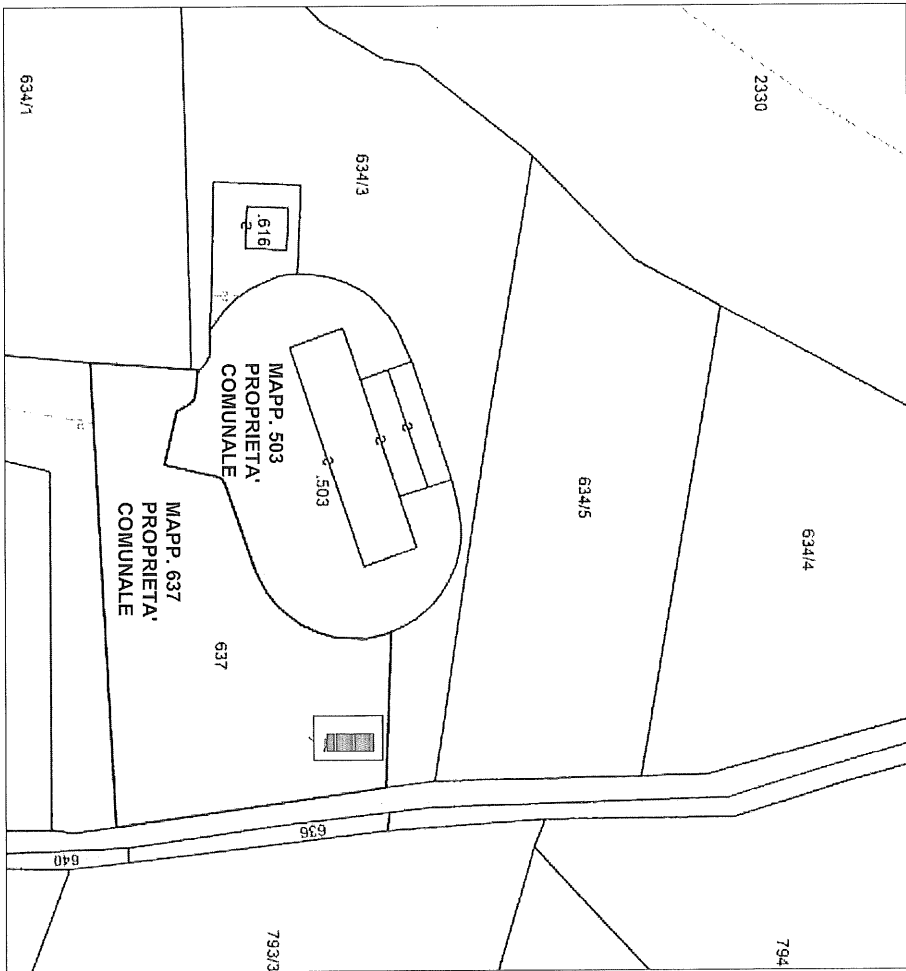 2330
634/1
634/3
.616
2
MAPP. 503
PROPRIETA'
COMUNALE
2
2
2
.503
634/5
634/4
MAPP. 637
PROPRIETA'
COMUNALE
637
636
640
793/3
794